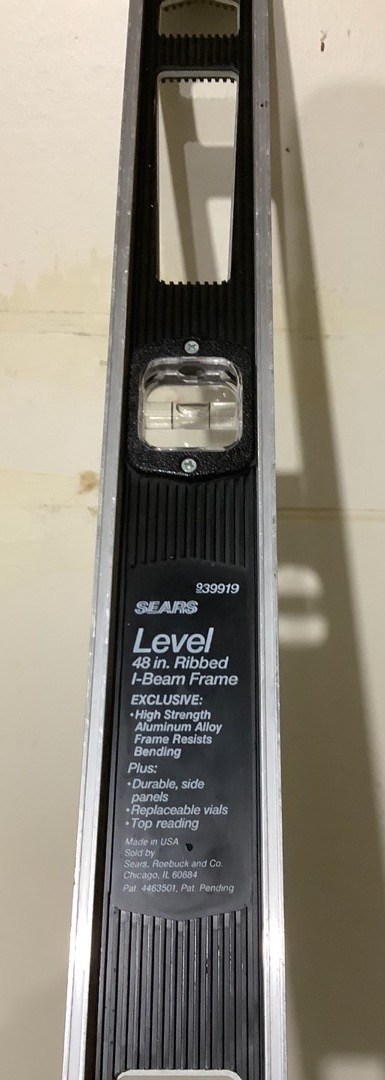 939919
SEARS
Level
48 in. Ribbed
I-Beam Frame
EXCLUSIVE:
•High Strength
Aluminum Alloy
Frame Resists
Bending
Plus:
•Durable, side
panels
•Replaceable vials
•Top reading
Made in USA
Sold by
Sears, Roebuck and Co.
Chicago, IL 60684
Pat. 4463501, Pat. Pending